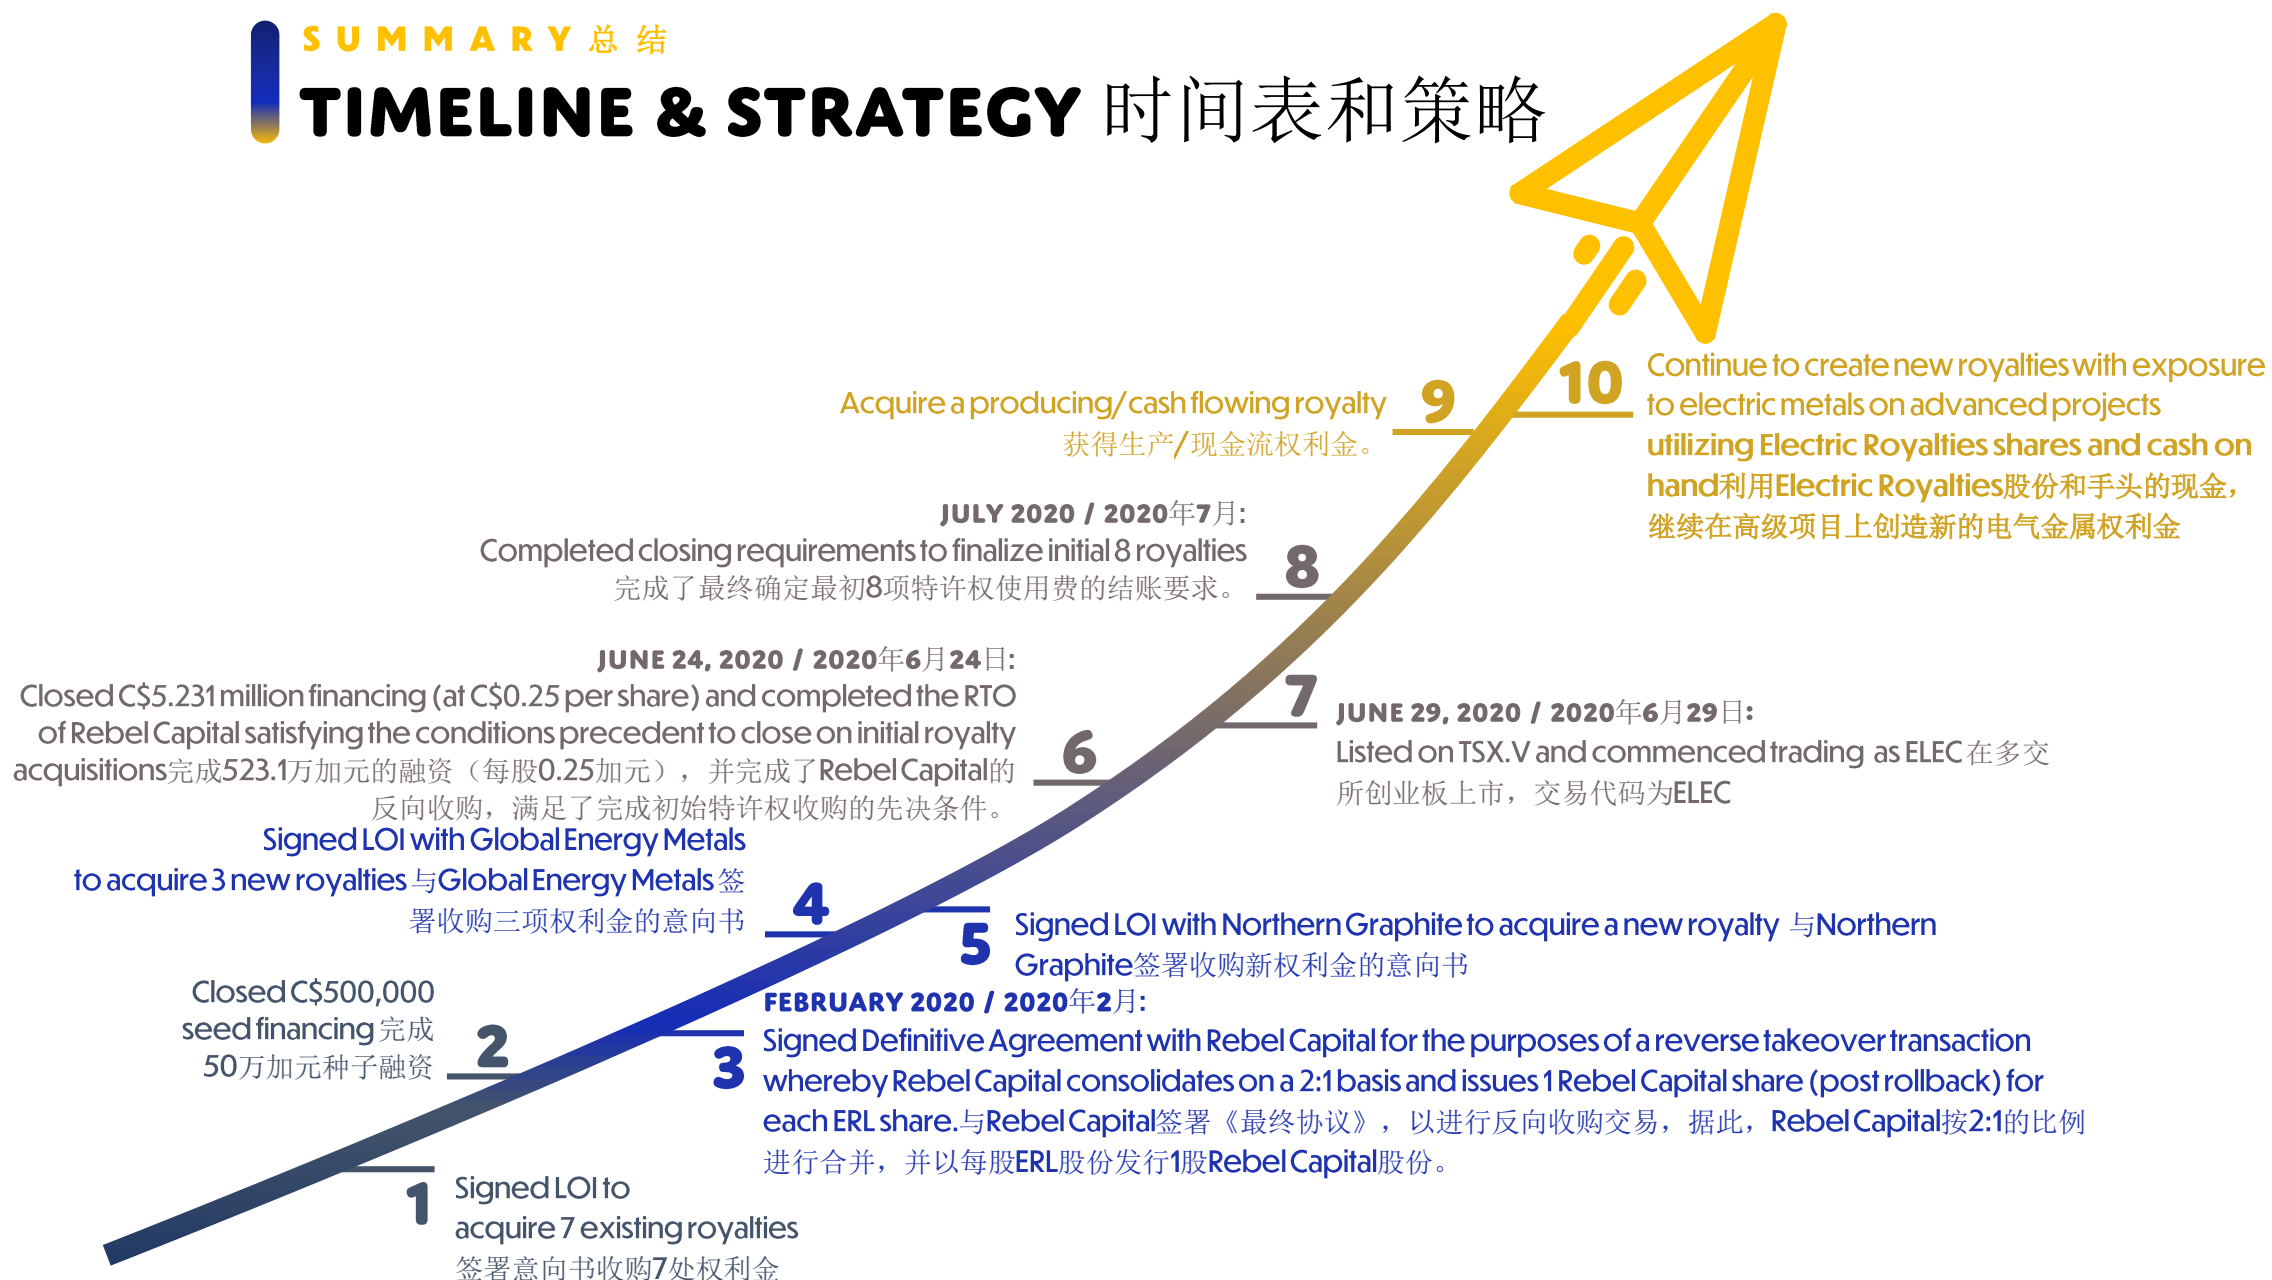 SUMMARY总结
TIMELINE & STRATEGY 时间表和策略
10
Continue to create new royalties with exposure
to electric metals on advanced projects
utilizing Electric Royalties shares and cash on
hand利用Electric Royalties股份和手头的现金，
继续在高级项目上创造新的电气金属权利金
Acquire a producing/cash flowing royalty
获得生产/现金流权利金。
9
JULY 2020 / 2020年7月:
Completed closing requirements to finalize initial 8 royalties
完成了最终确定最初8项特许权使用费的结账要求。
8
JUNE 24, 2020 / 2020年6月24日:
Closed C$5.231 million financing (at C$0.25 per share) and completed the RTO
of Rebel Capital satisfying the conditions precedent to close on initial royalty
acquisitions完成523.1万加元的融资（每股0.25加元），并完成了Rebel Capital的
反向收购，满足了完成初始特许权收购的先决条件。
6
7
JUNE 29, 2020 / 2020年6月29日:
Listed on TSX.V and commenced trading as ELEC在多交
所创业板上市，交易代码为ELEC
Signed LOI with Global Energy Metals
to acquire 3 new royalties 与Global Energy Metals 签
署收购三项权利金的意向书
4
5
Signed LOI with Northern Graphite to acquire a new royalty 与Northern
Graphite签署收购新权利金的意向书
Closed C$500,000
seed financing 完成
50万加元种子融资
2
3
FEBRUARY 2020 / 2020年2月:
Signed Definitive Agreement with Rebel Capital for the purposes of a reverse takeover transaction
whereby Rebel Capital consolidates on a 2:1 basis and issues 1 Rebel Capital share (post rollback) for
each ERL share.与Rebel Capital签署《最终协议》，以进行反向收购交易，据此，Rebel Capital按2:1的比例
进行合并，并以每股ERL股份发行1股Rebel Capital股份。
1
Signed LOI to
acquire 7 existing royalties
签署意向书收购7处权利金